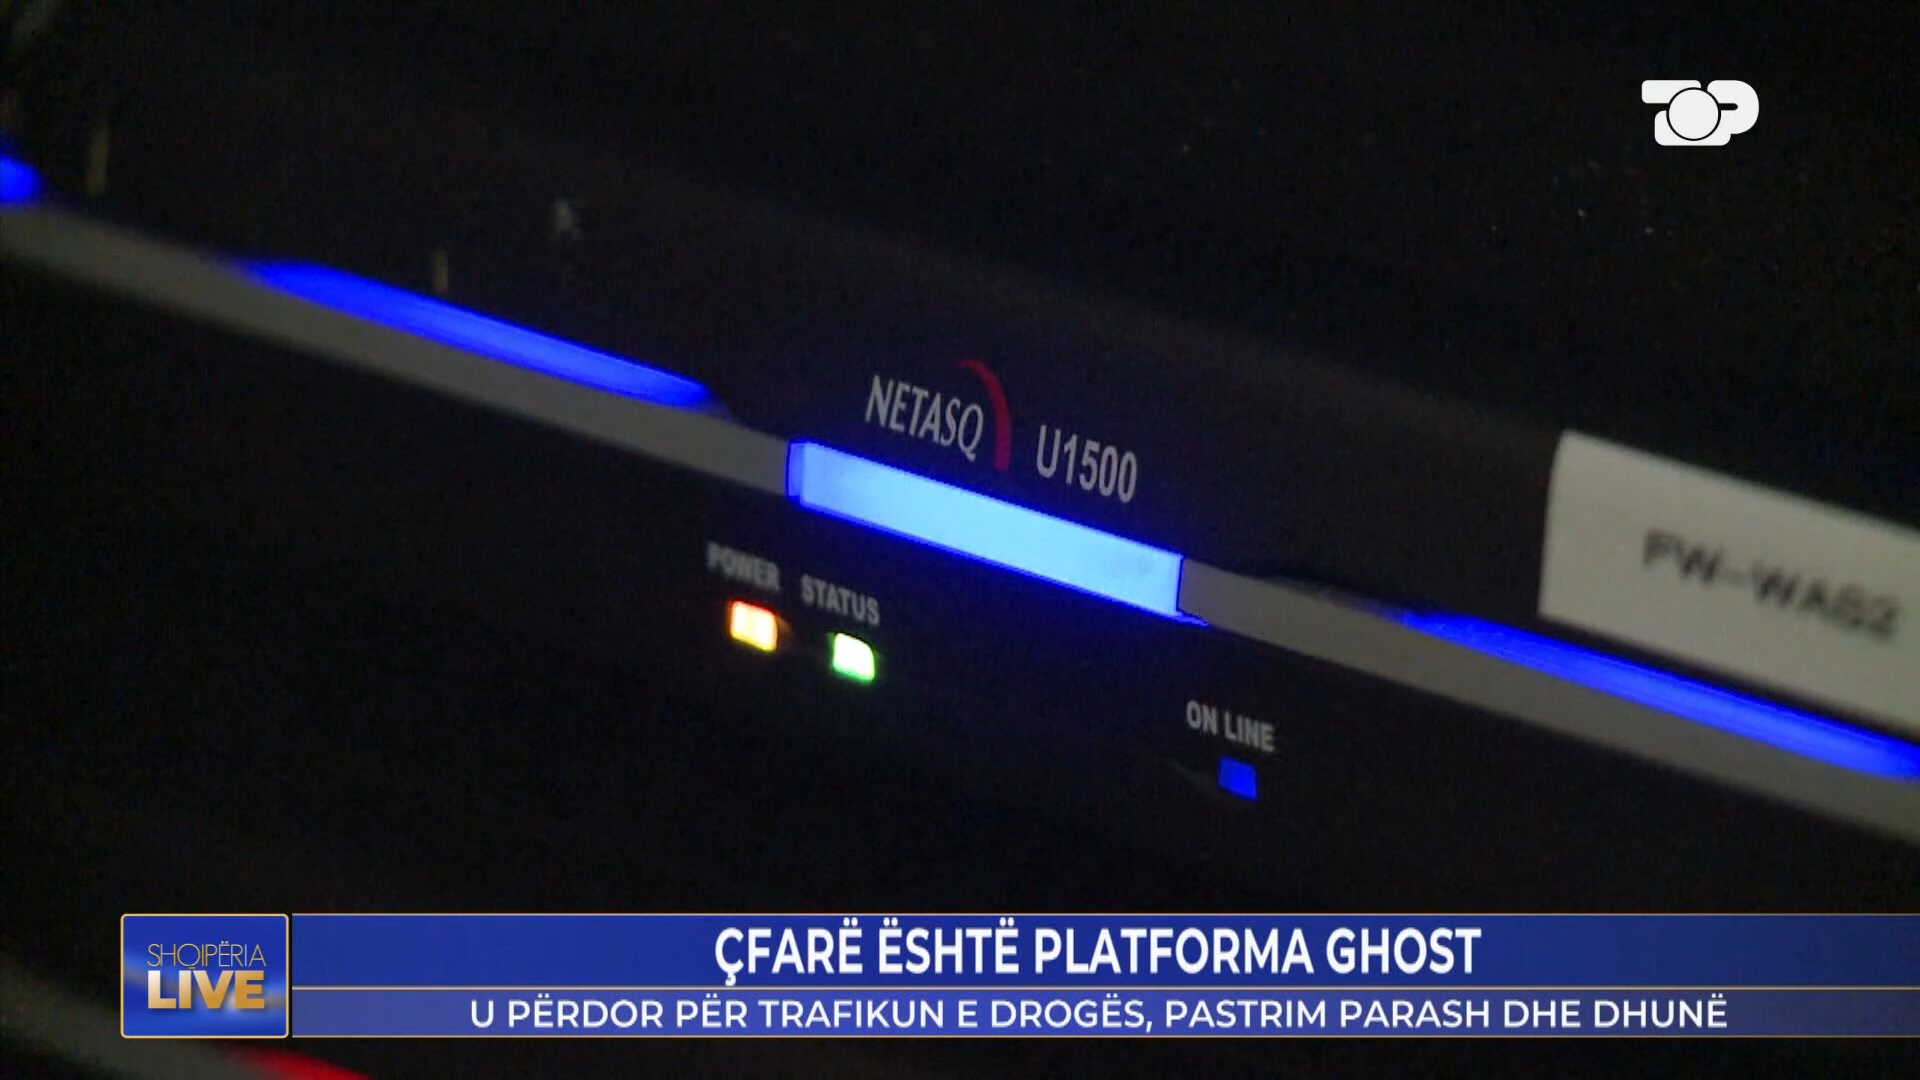 TOP
NETASQ U1500
POWER STATUS
ON LINE
FW-WAB2
SHQIPËRIA
LIVE
ÇFARË ËSHTË PLATFORMA GHOST
U PËRDOR PËR TRAFIKUN E DROGËS, PASTRIM PARASH DHE DHUNË